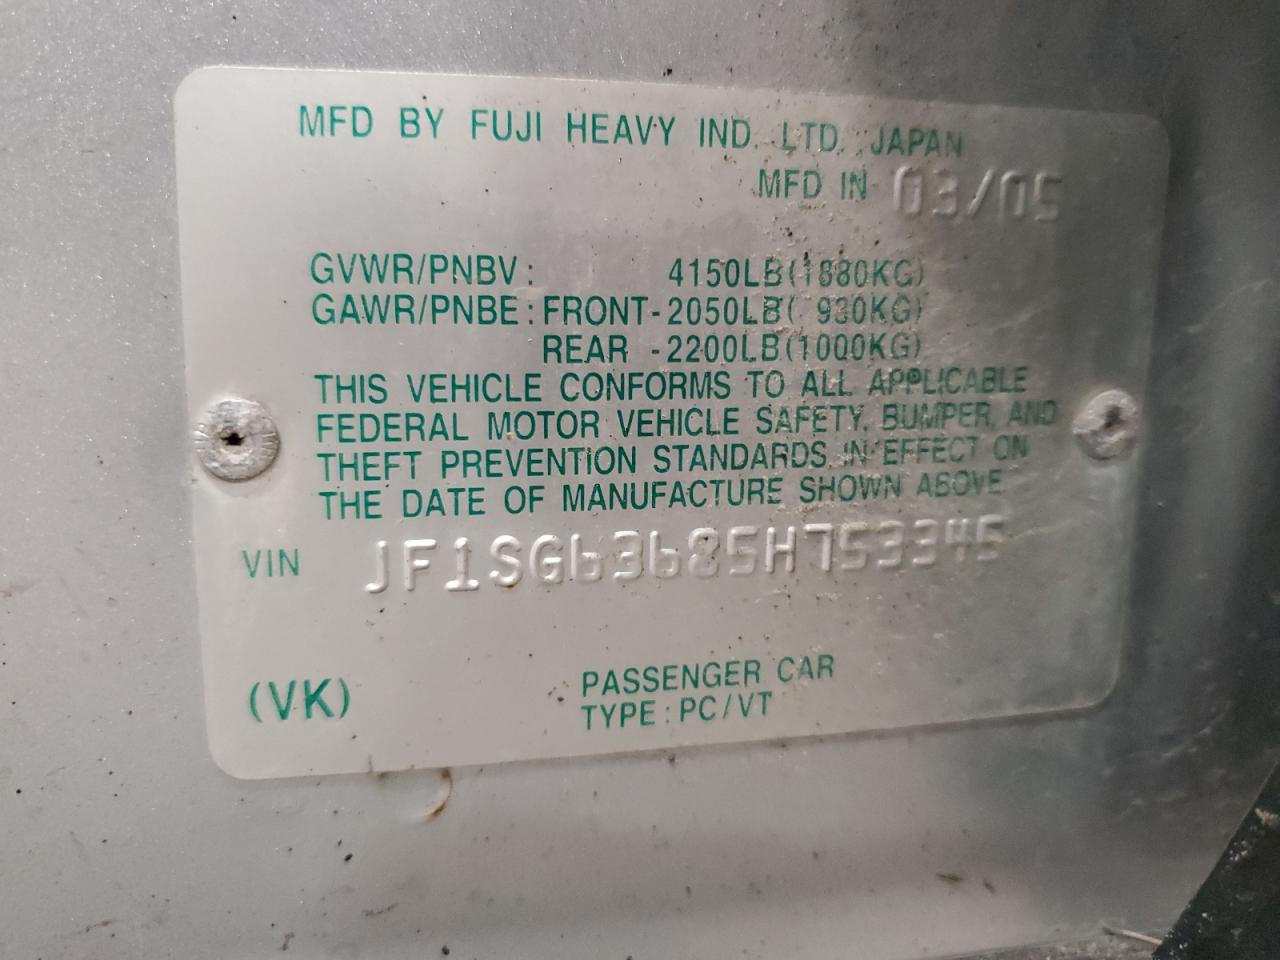 MFD BY FUJI HEAVY IND. LTD. JAPAN
MFD IN 03/05
GVWR/PNBV: 4150LB(1880KG)
GAWR/PNBE: FRONT-2050LB( 930KG)
REAR -2200LB(1000KG)
THIS VEHICLE CONFORMS TO ALL APPLICABLE
FEDERAL MOTOR VEHICLE SAFETY, BUMPER, AND
THEFT PREVENTION STANDARDS IN EFFECT ON
THE DATE OF MANUFACTURE SHOWN ABOVE
VIN JF1SG63685H753345
(VK) PASSENGER CAR
TYPE: PC/VT